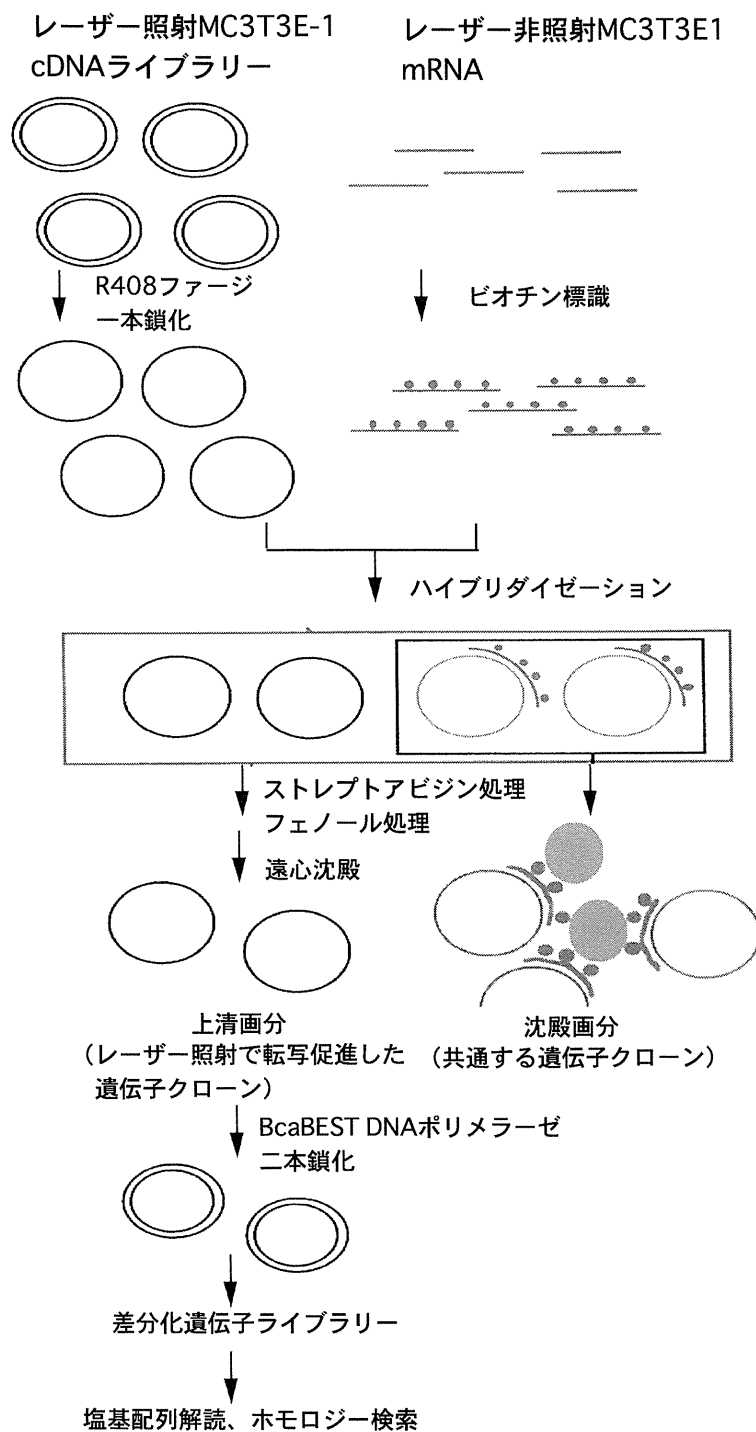 レーザー照射MC3T3E-1
cDNAライブラリー
レーザー非照射MC3T3E1
mRNA
R408ファージ
一本鎖化
ビオチン標識
ハイブリダイゼーション
ストレプトアビジン処理
フェノール処理
遠心沈殿
上清画分
（レーザー照射で転写促進した
遺伝子クローン）
沈殿画分
（共通する遺伝子クローン）
BcaBEST DNAポリメラーゼ
二本鎖化
差分化遺伝子ライブラリー
塩基配列解読、ホモロジー検索